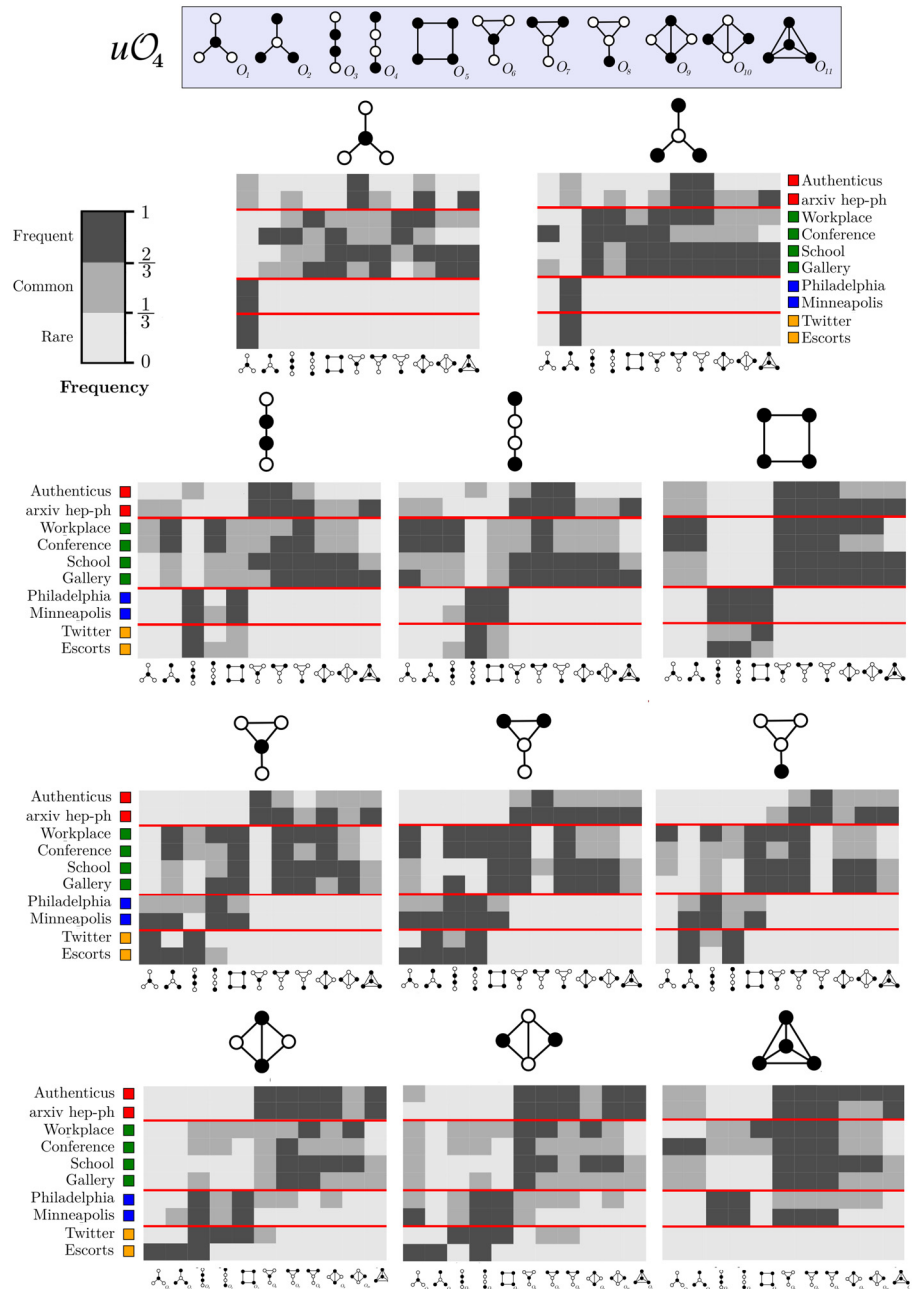 uO₄
O₁ O₂ O₃ O₄ O₅ O₆ O₇ O₈ O₉ O₁₀ O₁₁
Frequent
Common
Rare
1
2/3
1/3
0
Frequency
Authenticus
arxiv hep-ph
Workplace
Conference
School
Gallery
Philadelphia
Minneapolis
Twitter
Escorts
Authenticus
arxiv hep-ph
Workplace
Conference
School
Gallery
Philadelphia
Minneapolis
Twitter
Escorts
Authenticus
arxiv hep-ph
Workplace
Conference
School
Gallery
Philadelphia
Minneapolis
Twitter
Escorts
Authenticus
arxiv hep-ph
Workplace
Conference
School
Gallery
Philadelphia
Minneapolis
Twitter
Escorts